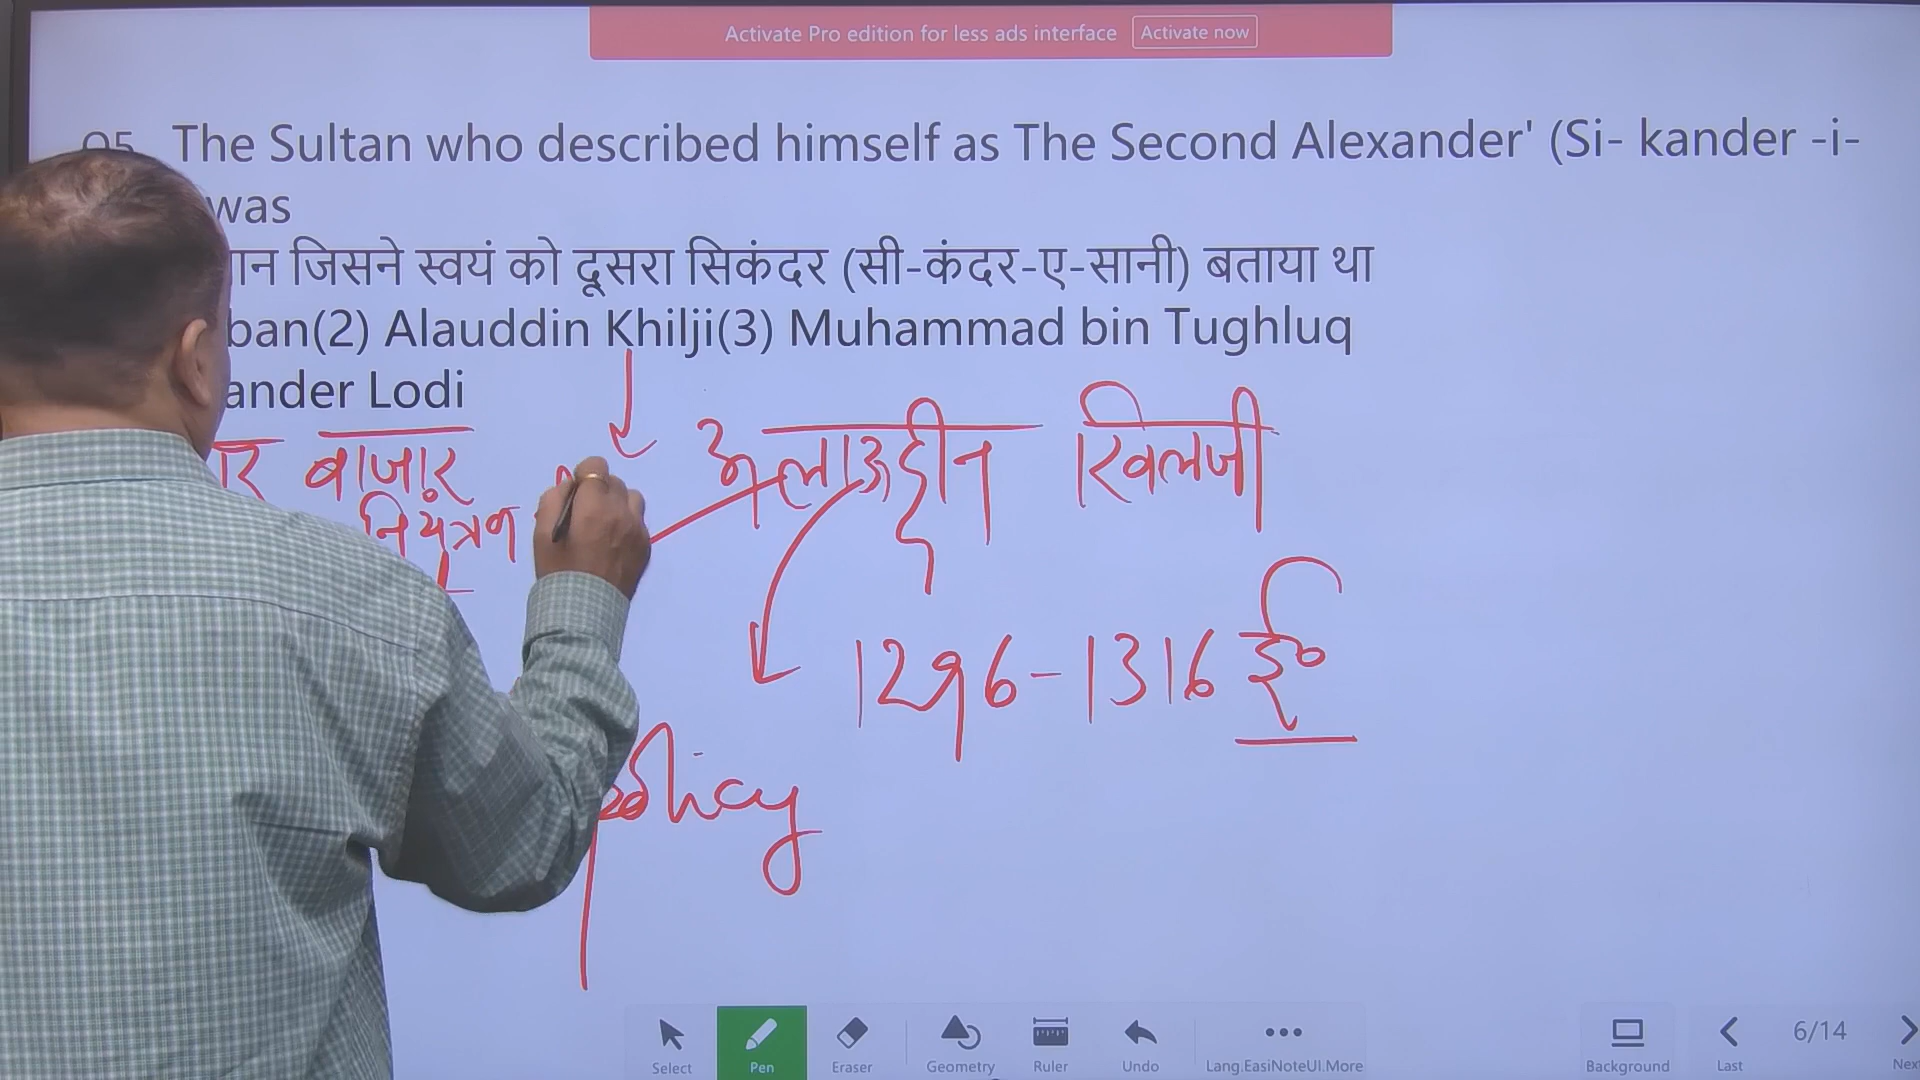 Activate Pro edition for less ads interface Activate now
Q5. The Sultan who described himself as The Second Alexander' (Si- kander -i-
was
जिसने स्वयं को दूसरा सिकंदर (सी-कंदर-ए-सानी) बताया था
ban(2) Alauddin Khilji(3) Muhammad bin Tughluq
ander Lodi
अलाउद्दीन खिलजी
बाजार
नियंत्रण
1296-1316 ई०
policy
Select Pen Eraser Geometry Ruler Undo Lang.EasiNoteUI.More Background Last 6/14 Nex